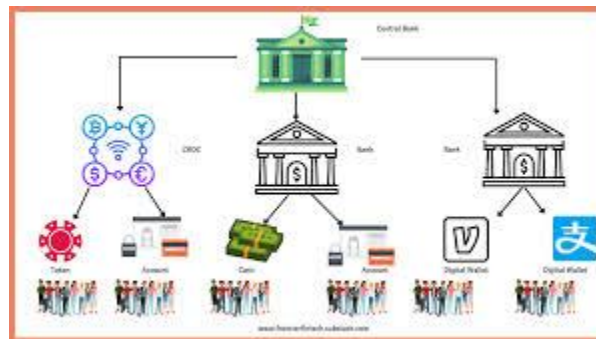 Central Bank
CBDC
Bank
Bank
Token
Account
Cash
Account
Digital Wallet
Digital Wallet